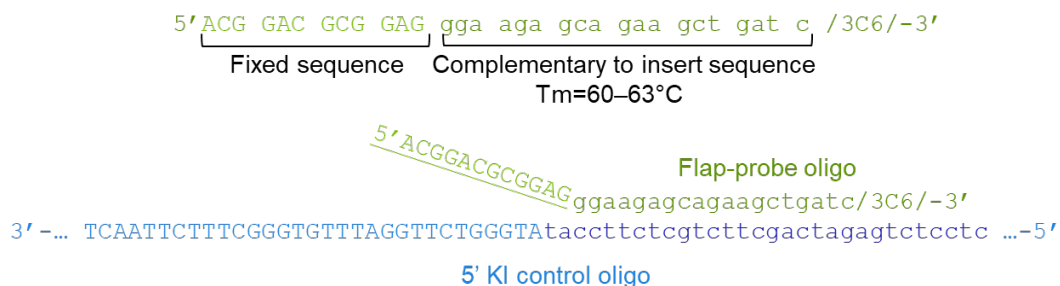 5′ACG GAC GCG GAG gga aga gca gaa gct gat c /3C6/-3′
Fixed sequence Complementary to insert sequence
Tm=60–63°C
5′ACGGACGCGGAG
Flap-probe oligo
ggaagagcagaagctgatc/3C6/-3′
3′-… TCAATTCTTTCGGGTGTTTAGGTTCTGGGTAtaccttctcgtcttcgactagagtctcctc …-5′
5’ KI control oligo